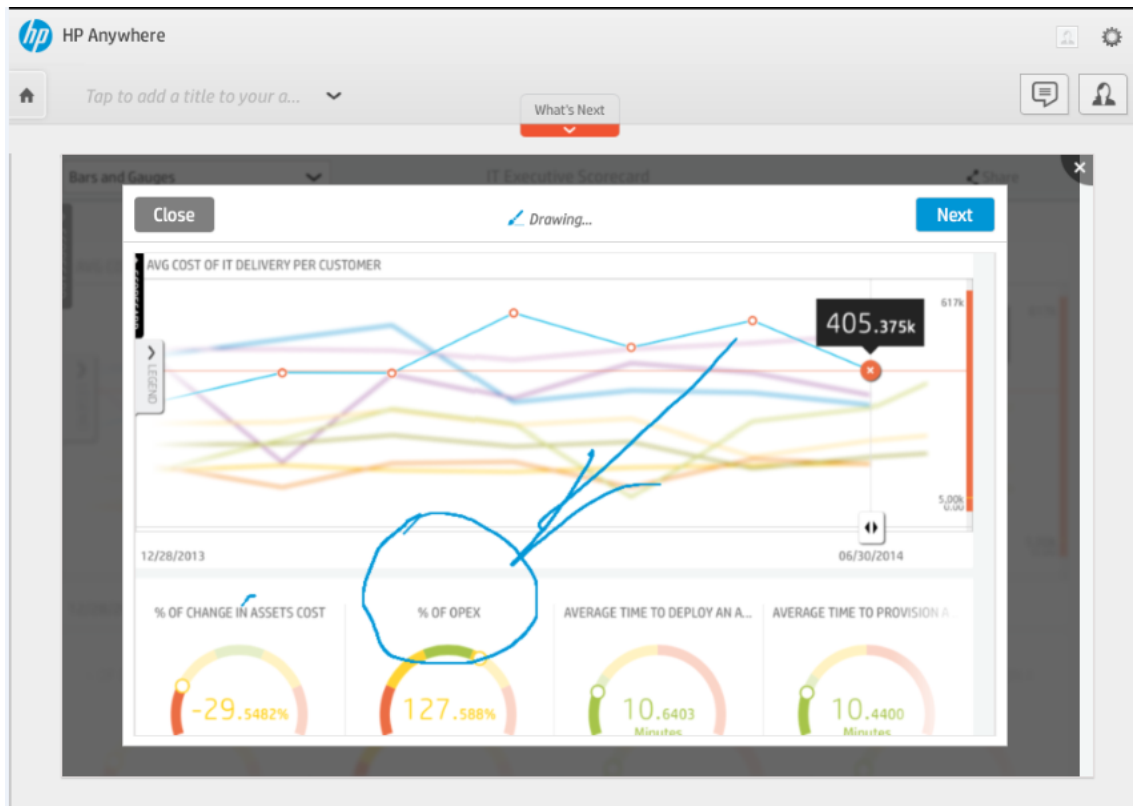 hp HP Anywhere
Tap to add a title to your a...
What's Next
Bars and Gauges
IT Executive Scorecard
Share
Close
Drawing...
Next
AVG COST OF IT DELIVERY PER CUSTOMER
617k
405.375k
LEGEND
5.00k
0.00
12/28/2013
06/30/2014
% OF CHANGE IN ASSETS COST
% OF OPEX
AVERAGE TIME TO DEPLOY AN A...
AVERAGE TIME TO PROVISION A
-29.5482%
127.588%
10.6403
Minutes
10.4400
Minutes